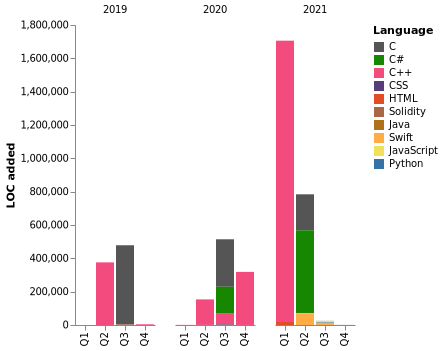 2019 2020 2021
LOC added
1,800,000
1,600,000
1,400,000
1,200,000
1,000,000
800,000
600,000
400,000
200,000
0
Q1 Q2 Q3 Q4 Q1 Q2 Q3 Q4 Q1 Q2 Q3 Q4
Language
C
C#
C++
CSS
HTML
Solidity
Java
Swift
JavaScript
Python